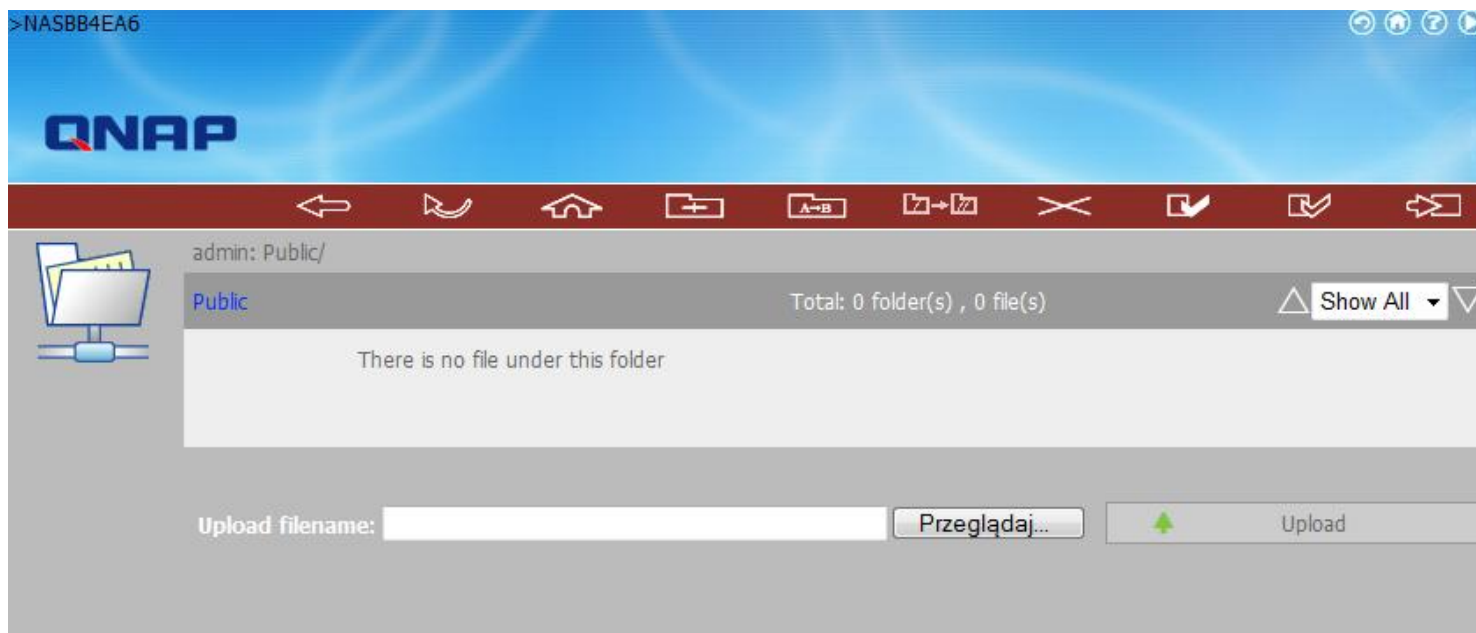 >NASBB4EA6
QNAP
A→B
admin: Public/
Public Total: 0 folder(s) , 0 file(s) Show All
There is no file under this folder
Upload filename: Przeglądaj... Upload